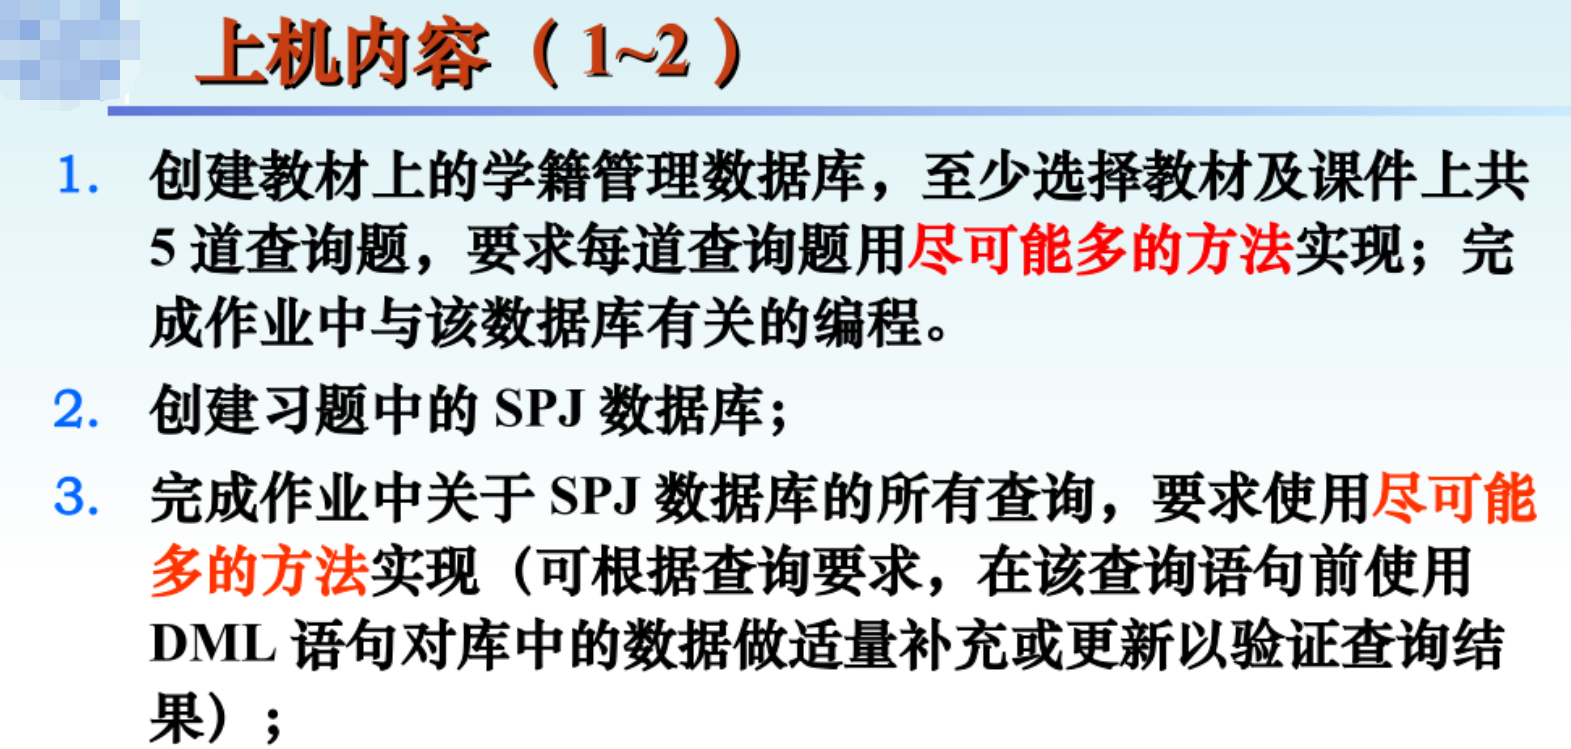 上机内容（1~2）
1. 创建教材上的学籍管理数据库，至少选择教材及课件上共
5 道查询题，要求每道查询题用尽可能多的方法实现；完
成作业中与该数据库有关的编程。
2. 创建习题中的 SPJ 数据库；
3. 完成作业中关于 SPJ 数据库的所有查询，要求使用尽可能
多的方法实现（可根据查询要求，在该查询语句前使用
DML 语句对库中的数据做适量补充或更新以验证查询结
果）；